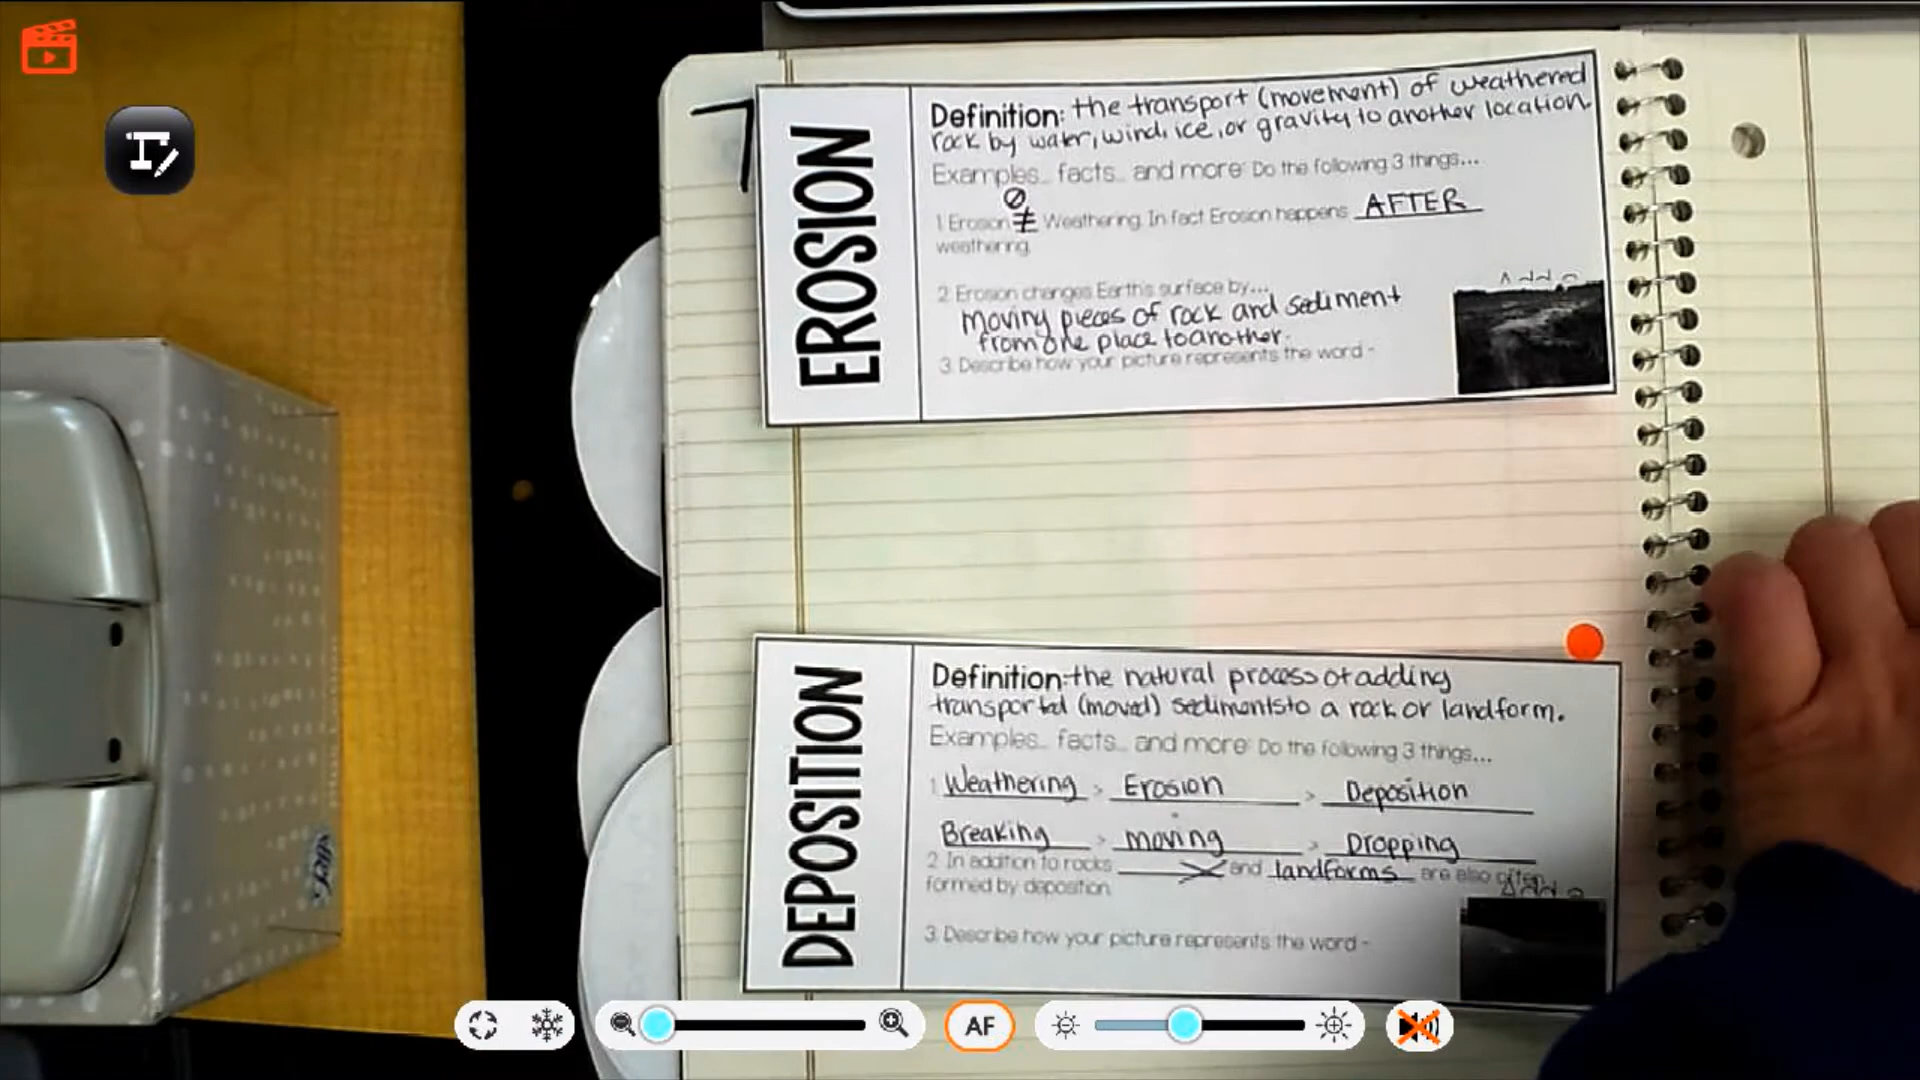 EROSION
Definition: the transport (movement) of weathered
rock by water, wind, ice, or gravity to another location.
Examples... facts... and more: Do the following 3 things...
1. Erosion ≠ Weathering. In fact Erosion happens AFTER
weathering.
2. Erosion changes Earth's surface by...
moving pieces of rock and sediment
from one place to another.
3. Describe how your picture represents the word -
DEPOSITION
Definition: the natural process of adding
transported (moved) sediments to a rock or landform.
Examples... facts... and more: Do the following 3 things...
1. Weathering > Erosion > Deposition
Breaking > moving > Dropping
2. In addition to rocks and landforms are also often
formed by deposition.
3. Describe how your picture represents the word -
AF